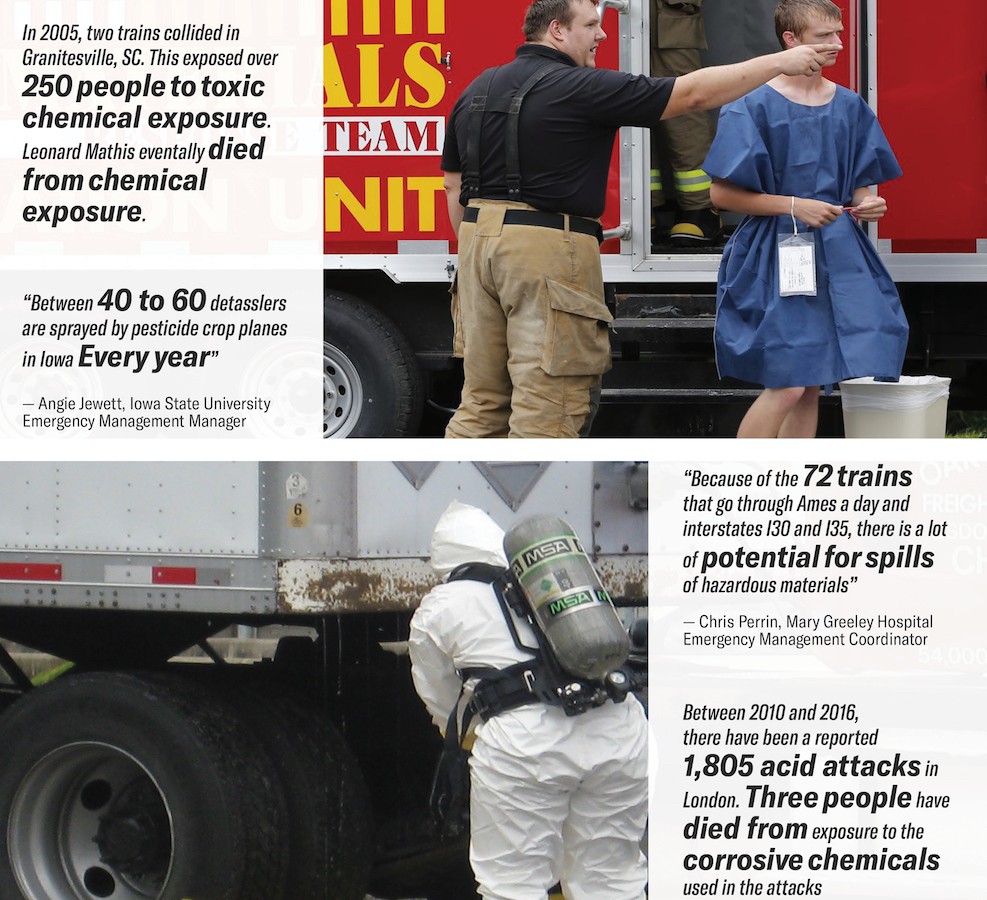 In 2005, two trains collided in
Granitesville, SC. This exposed over
250 people to toxic
chemical exposure.
Leonard Mathis eventally died
from chemical
exposure.
“Between 40 to 60 detasslers
are sprayed by pesticide crop planes
in Iowa Every year”
— Angie Jewett, Iowa State University
Emergency Management Manager
ALS
TEAM
UNIT
3
6
MSA
MSA
“Because of the 72 trains
that go through Ames a day and
interstates I30 and I35, there is a lot
of potential for spills
of hazardous materials”
— Chris Perrin, Mary Greeley Hospital
Emergency Management Coordinator
54,000
Between 2010 and 2016,
there have been a reported
1,805 acid attacks in
London. Three people have
died from exposure to the
corrosive chemicals
used in the attacks